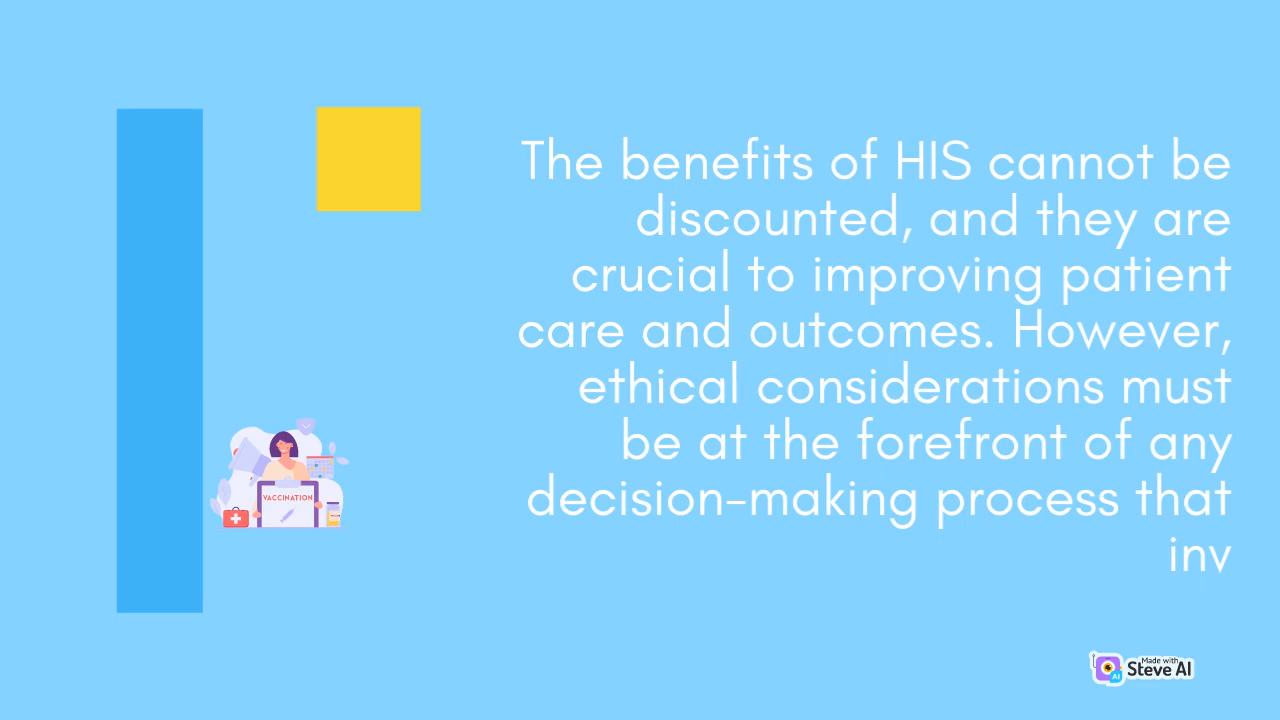 The benefits of HIS cannot be
discounted, and they are
crucial to improving patient
care and outcomes. However,
ethical considerations must
be at the forefront of any
decision-making process that
inv
VACCINATION
Made with
Steve AI
AI